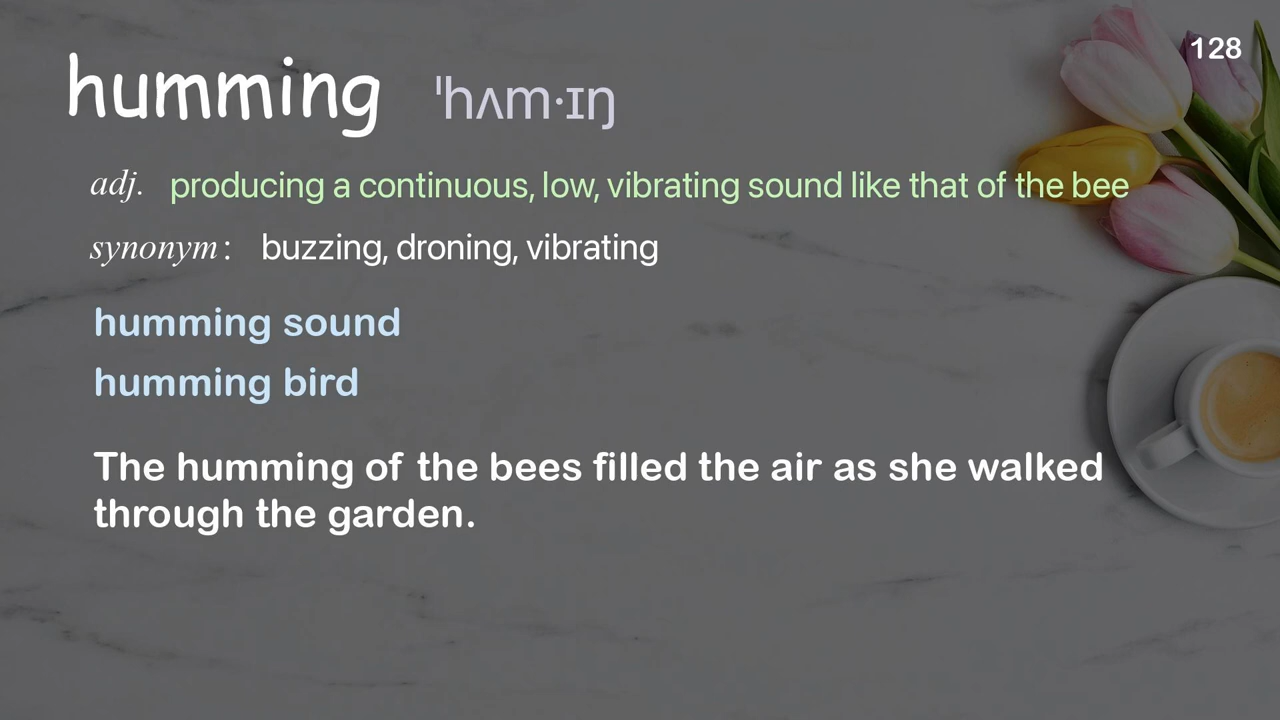 128
humming ˈhʌm·ɪŋ
adj. producing a continuous, low, vibrating sound like that of the bee
synonym: buzzing, droning, vibrating
humming sound
humming bird
The humming of the bees filled the air as she walked
through the garden.